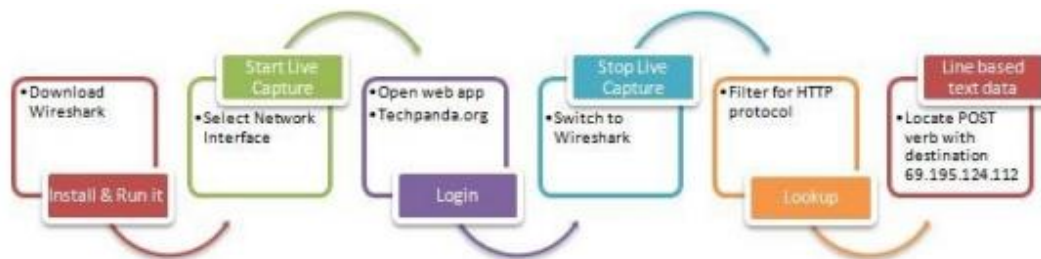 • Download
Wireshark
Install & Run it
Start Live
Capture
• Select Network
Interface
• Open web app
• Techpanda.org
Login
Stop Live
Capture
• Switch to
Wireshark
• Filter for HTTP
protocol
Lookup
Line based
text data
• Locate POST
verb with
destination
69.195.124.112